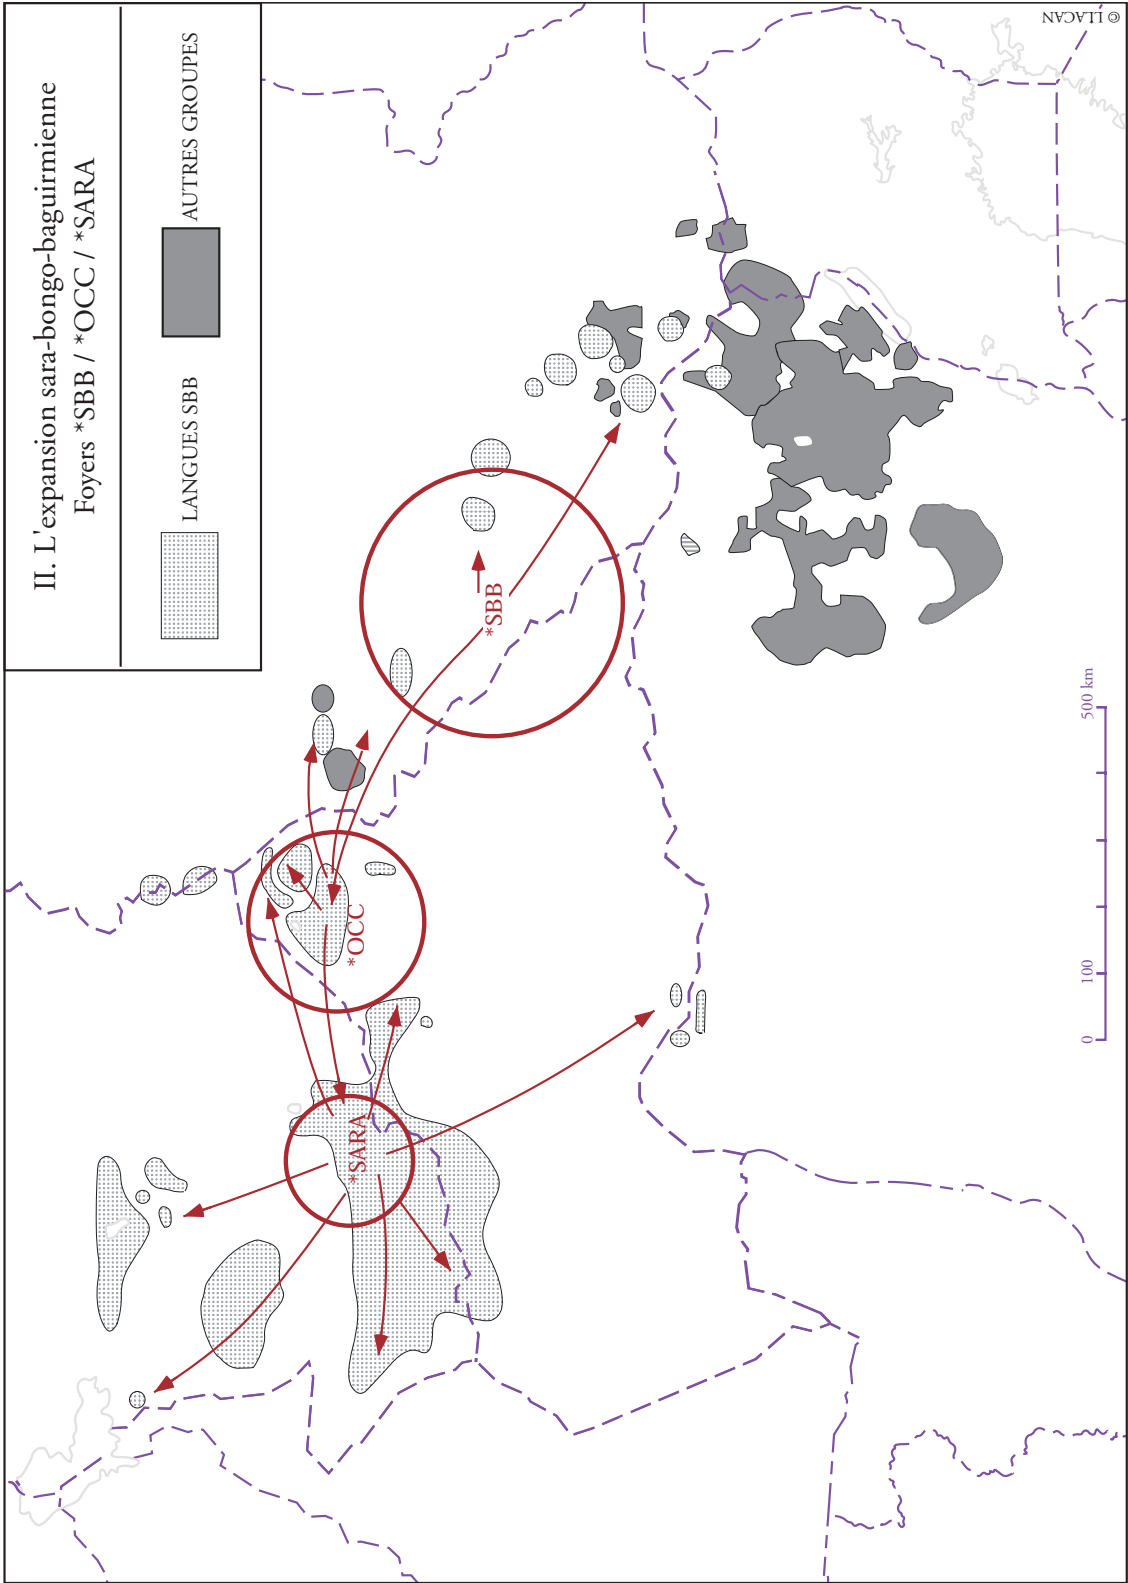 II. L'expansion sara-bongo-baguirmienne
Foyers *SBB / *OCC / *SARA
LANGUES SBB
AUTRES GROUPES
*SBB
*OCC
*SARA
0
100
500 km
© LLACAN